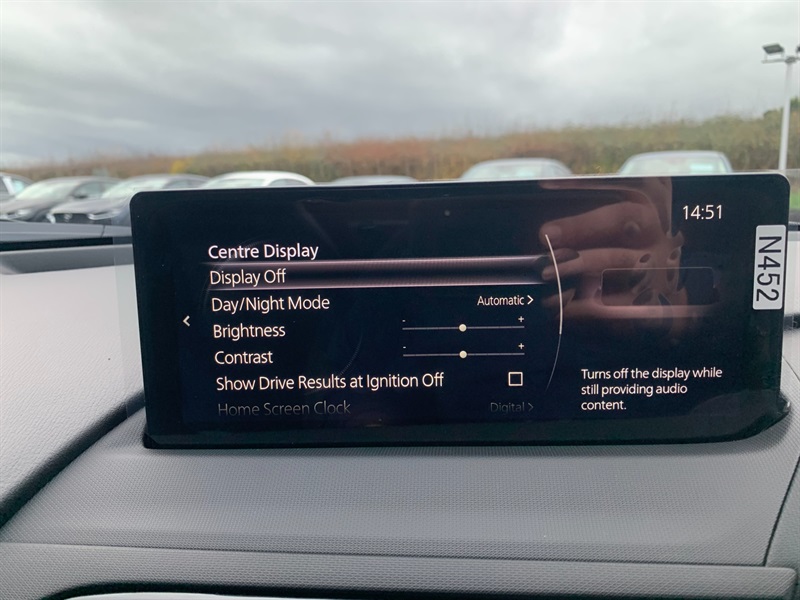 14:51
Centre Display
Display Off
Day/Night Mode Automatic >
Brightness - +
Contrast - +
Show Drive Results at Ignition Off
Home Screen Clock Digital >
Turns off the display while
still providing audio
content.
N452